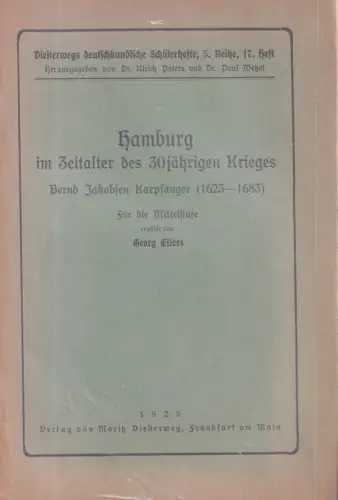 Diesterwegs deutschkundliche Schülerhefte, 5. Reihe, 17. Heft
Herausgegeben von Dr. Ulrich Peters und Dr. Paul Wetzel
Hamburg
im Zeitalter des 30jährigen Krieges
Bernd Jakobsen Karpfanger (1623—1683)
Für die Mittelstufe
erzählt von
Georg Ellers
1925
Verlag von Moritz Diesterweg, Frankfurt am Main